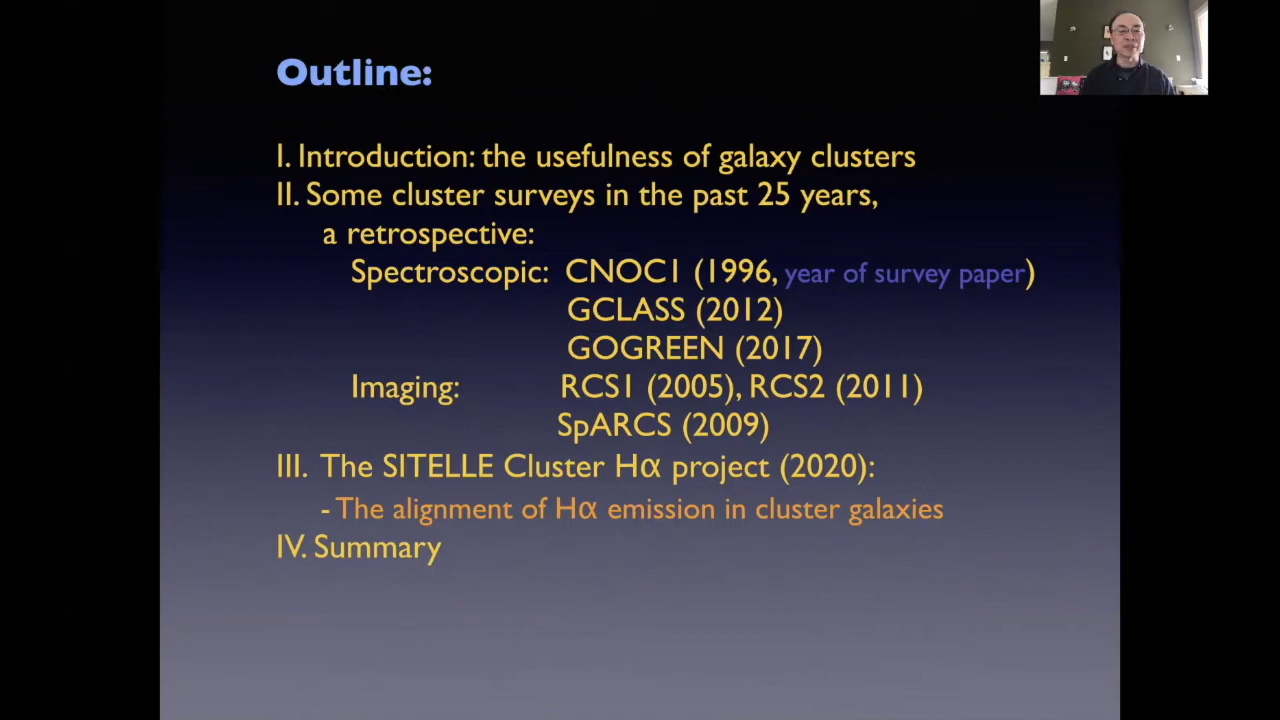 Outline:
I. Introduction: the usefulness of galaxy clusters
II. Some cluster surveys in the past 25 years,
a retrospective:
Spectroscopic: CNOC1 (1996, year of survey paper)
GCLASS (2012)
GOGREEN (2017)
Imaging: RCS1 (2005), RCS2 (2011)
SpARCS (2009)
III. The SITELLE Cluster Hα project (2020):
- The alignment of Hα emission in cluster galaxies
IV. Summary